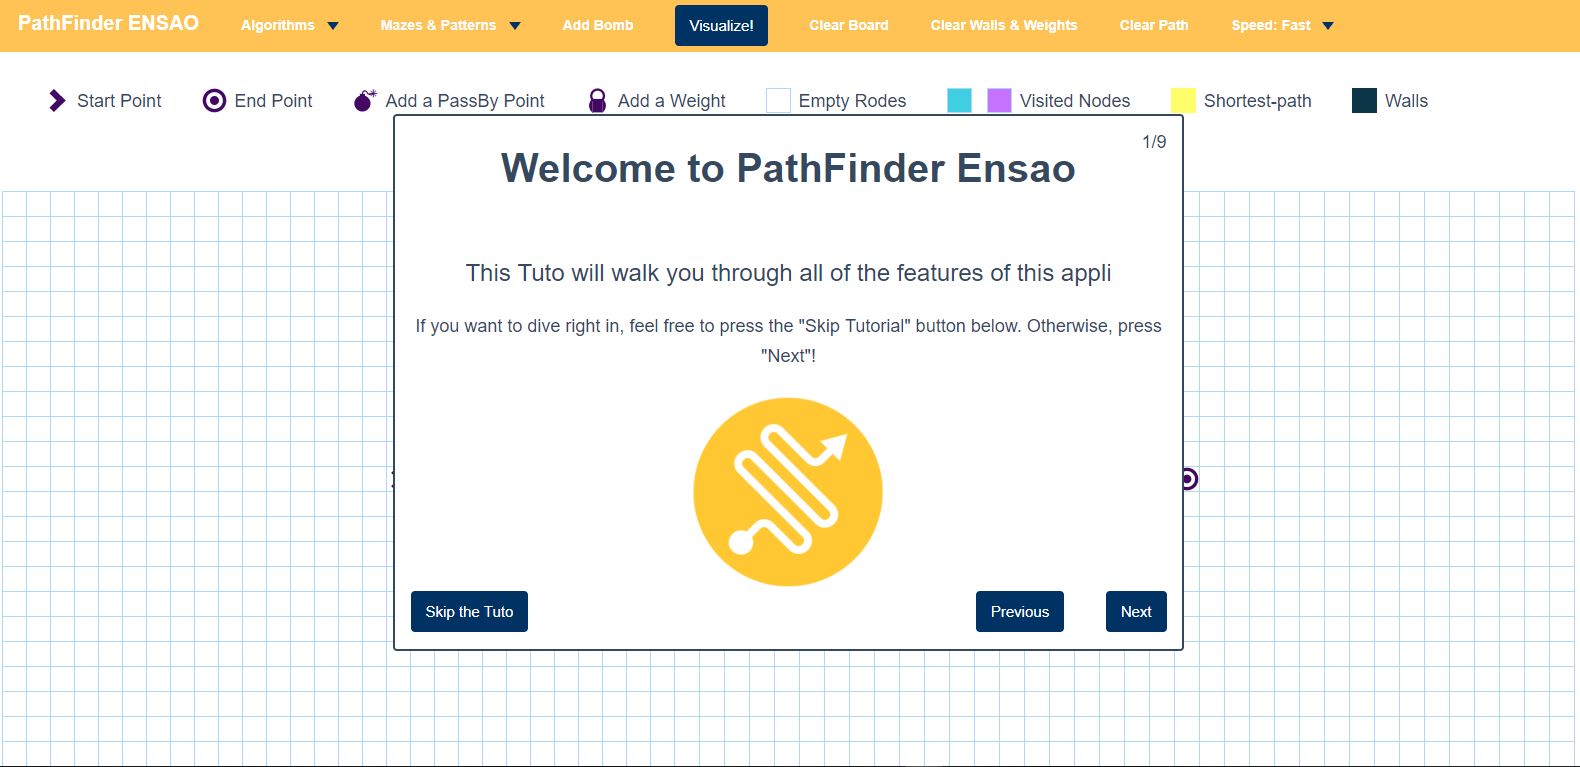 PathFinder ENSAO Algorithms Mazes & Patterns Add Bomb Visualize! Clear Board Clear Walls & Weights Clear Path Speed: Fast
Start Point End Point Add a PassBy Point Add a Weight Empty Rodes Visited Nodes Shortest-path Walls
1/9
Welcome to PathFinder Ensao
This Tuto will walk you through all of the features of this appli
If you want to dive right in, feel free to press the "Skip Tutorial" button below. Otherwise, press
"Next"!
Skip the Tuto Previous Next